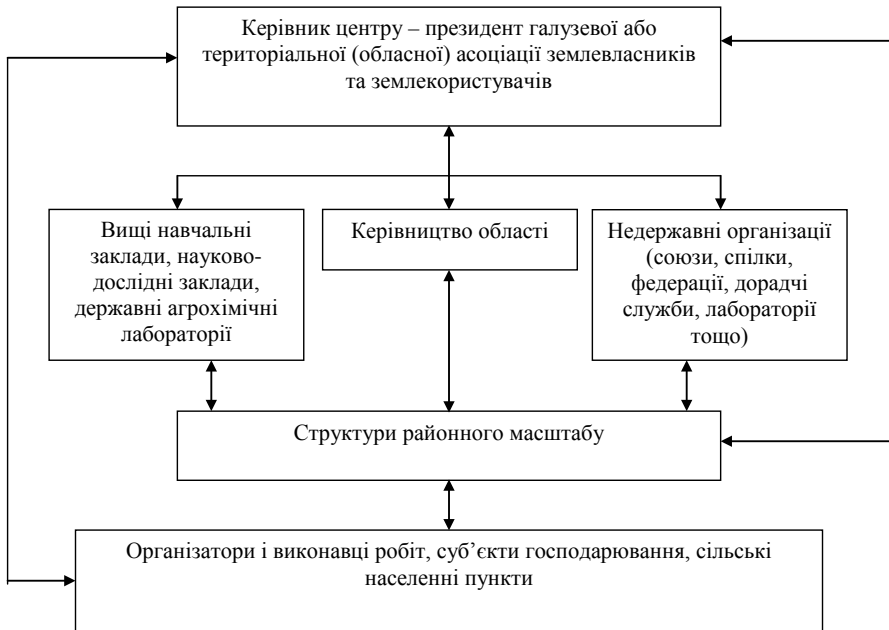 Керівник центру – президент галузевої або
територіальної (обласної) асоціації землевласників
та землекористувачів
Вищі навчальні
заклади, науково-
дослідні заклади,
державні агрохімічні
лабораторії
Керівництво області
Недержавні організації
(союзи, спілки,
федерації, дорадчі
служби, лабораторії
тощо)
Структури районного масштабу
Організатори і виконавці робіт, суб’єкти господарювання, сільські
населенні пункти